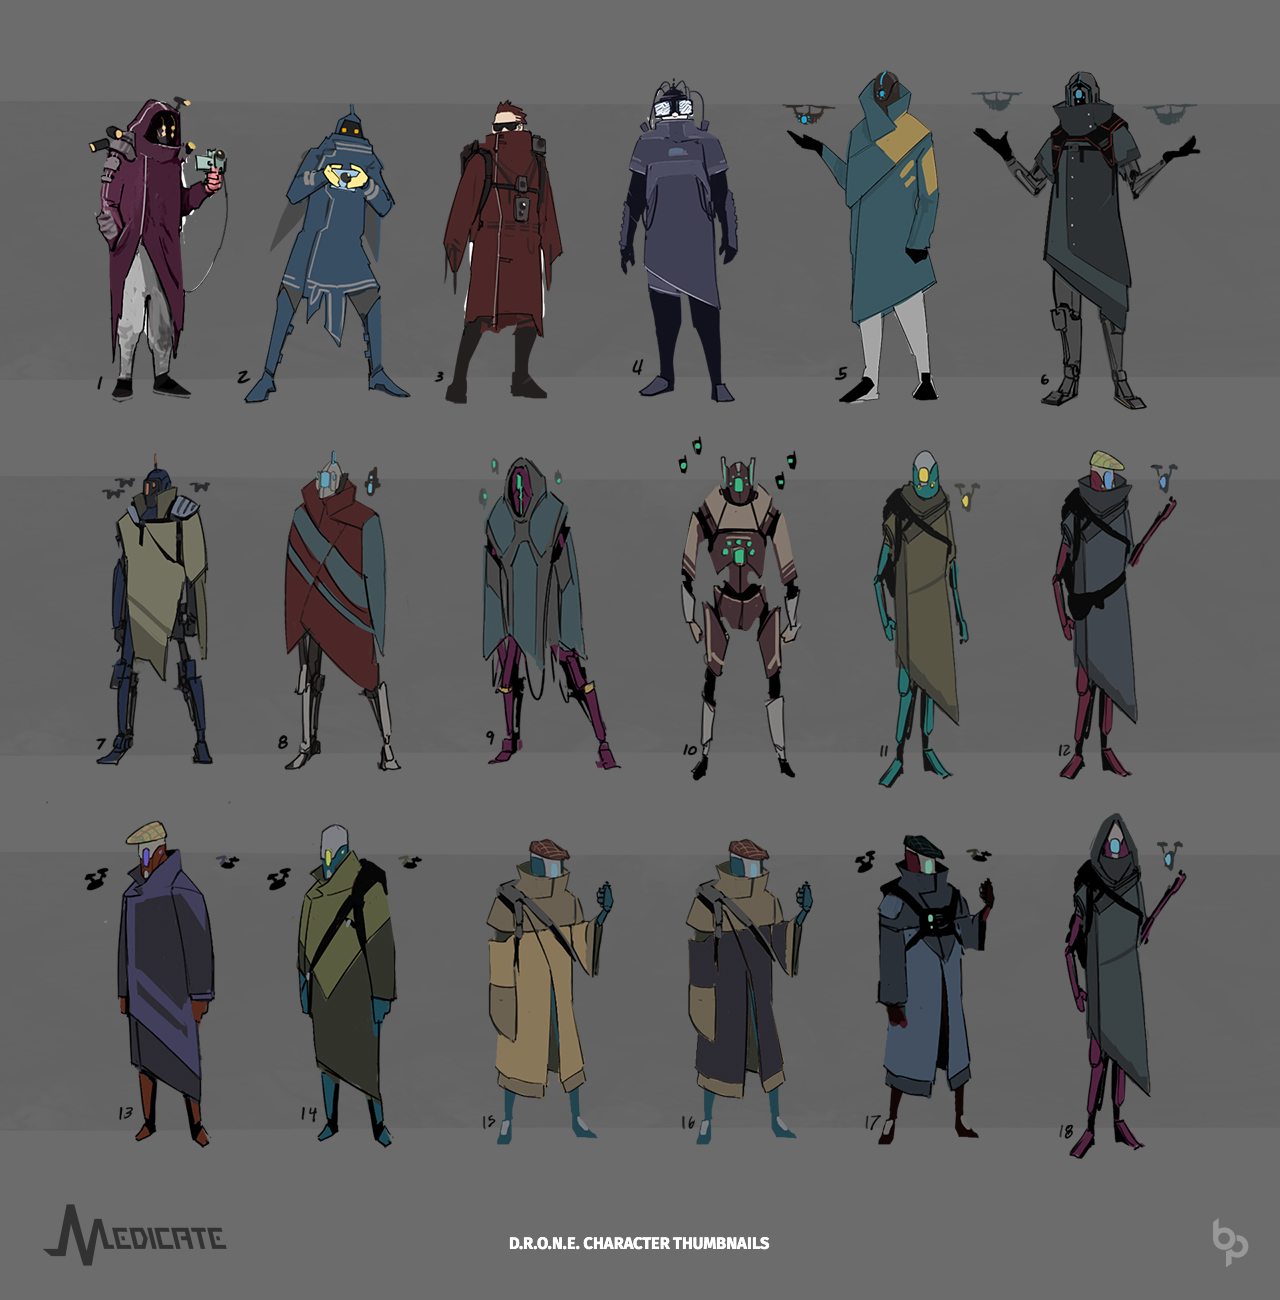 1 2 3 4 5 6
7 8 9 10 11 12
13 14 15 16 17 18
MEDICATE
D.R.O.N.E. CHARACTER THUMBNAILS
bp